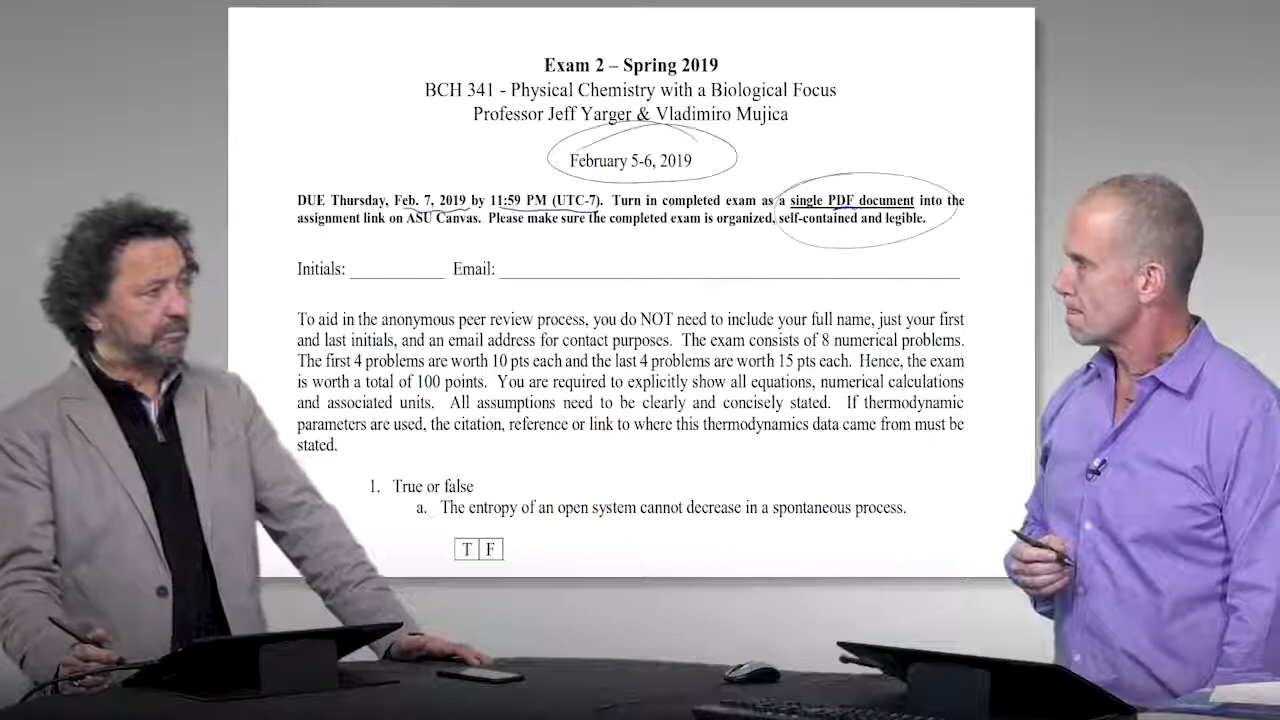 Exam 2 – Spring 2019
BCH 341 - Physical Chemistry with a Biological Focus
Professor Jeff Yarger & Vladimiro Mujica
February 5-6, 2019
DUE Thursday, Feb. 7, 2019 by 11:59 PM (UTC-7). Turn in completed exam as a single PDF document into the
assignment link on ASU Canvas. Please make sure the completed exam is organized, self-contained and legible.
Initials: ___________ Email: ______________________________________________________
To aid in the anonymous peer review process, you do NOT need to include your full name, just your first
and last initials, and an email address for contact purposes. The exam consists of 8 numerical problems.
The first 4 problems are worth 10 pts each and the last 4 problems are worth 15 pts each. Hence, the exam
is worth a total of 100 points. You are required to explicitly show all equations, numerical calculations
and associated units. All assumptions need to be clearly and concisely stated. If thermodynamic
parameters are used, the citation, reference or link to where this thermodynamics data came from must be
stated.
1. True or false
a. The entropy of an open system cannot decrease in a spontaneous process.
T F